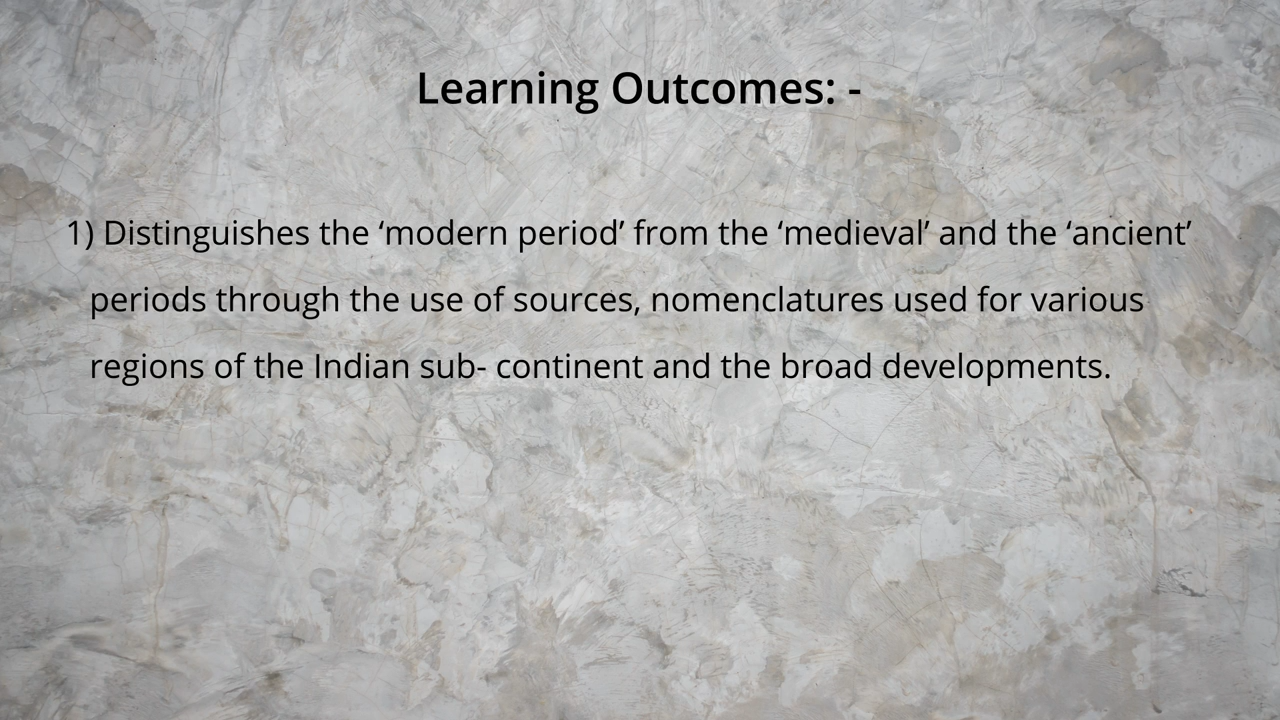 Learning Outcomes: -
1) Distinguishes the ‘modern period’ from the ‘medieval’ and the ‘ancient’
periods through the use of sources, nomenclatures used for various
regions of the Indian sub- continent and the broad developments.